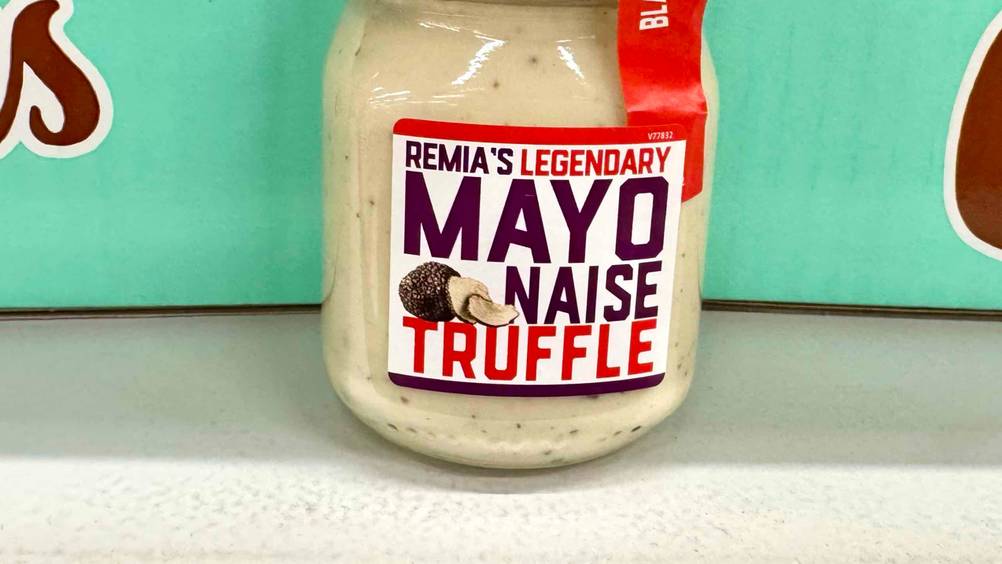 V77832
REMIA'S LEGENDARY
MAYO
NAISE
TRUFFLE